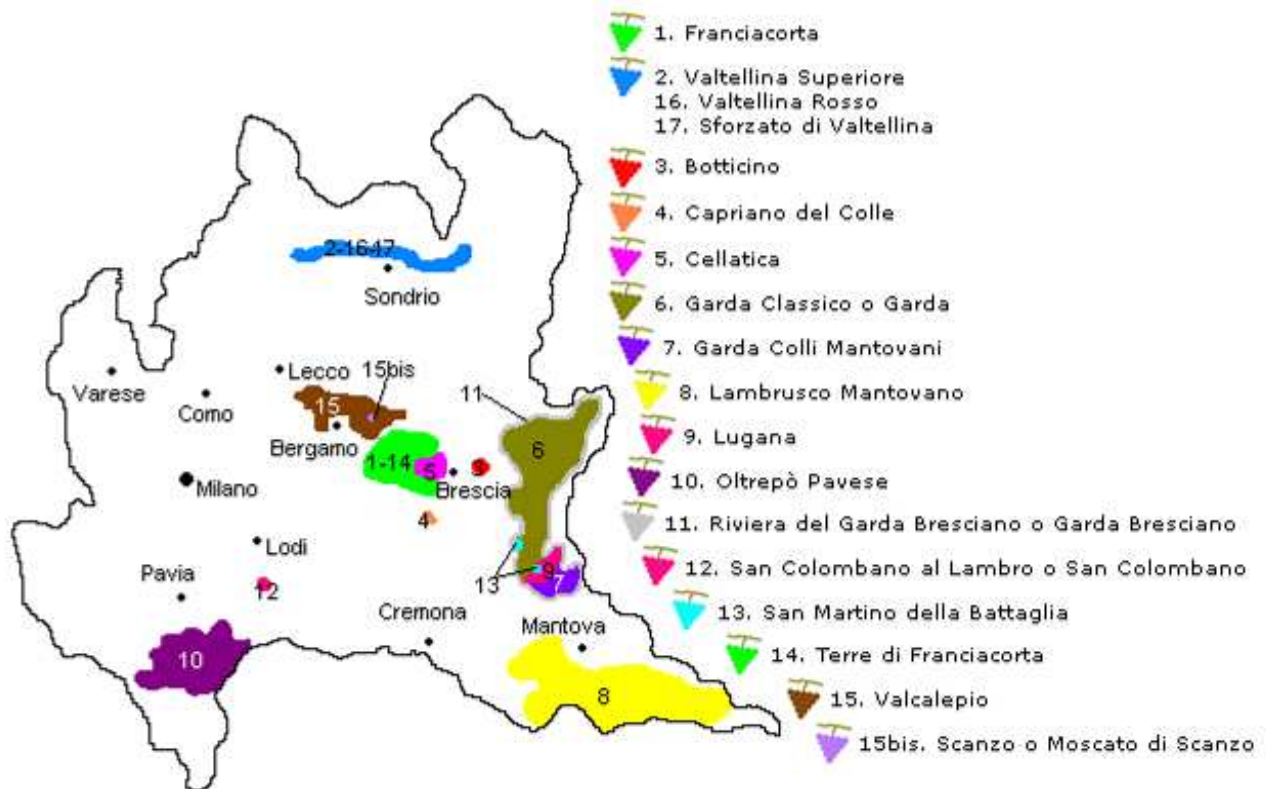 1. Franciacorta
2. Valtellina Superiore
16. Valtellina Rosso
17. Sforzato di Valtellina
3. Botticino
4. Capriano del Colle
5. Cellatica
6. Garda Classico o Garda
7. Garda Colli Mantovani
8. Lambrusco Mantovano
9. Lugana
10. Oltrepò Pavese
11. Riviera del Garda Bresciano o Garda Bresciano
12. San Colombano al Lambro o San Colombano
13. San Martino della Battaglia
14. Terre di Franciacorta
15. Valcalepio
15bis. Scanzo o Moscato di Scanzo
2-16-17
Sondrio
Lecco
15bis
Varese
Como
15
11
Bergamo
6
1-14
5
Brescia
3
Milano
4
Lodi
13
9
7
Pavia
12
Cremona
Mantova
10
8